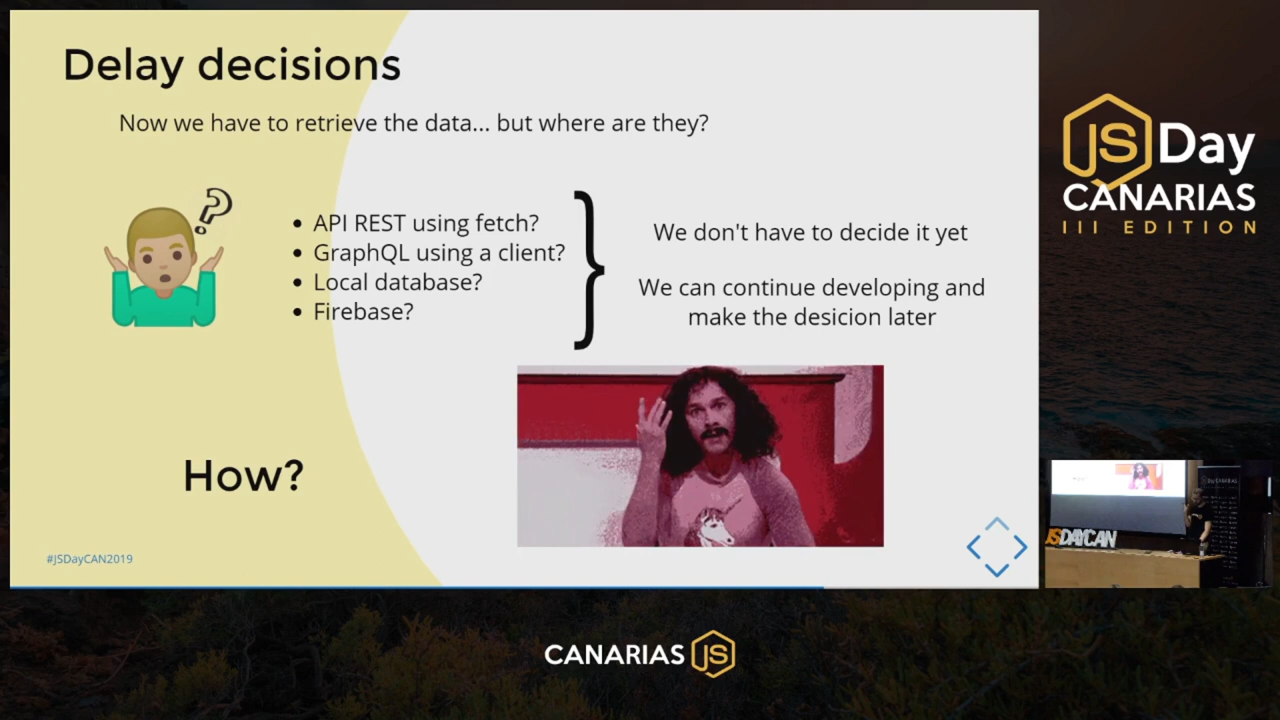 Delay decisions
Now we have to retrieve the data... but where are they?
?
API REST using fetch?
GraphQL using a client?
Local database?
Firebase?
}
We don't have to decide it yet
We can continue developing and
make the desicion later
How?
#JSDayCAN2019
JS Day
CANARIAS
III EDITION
JSDAYCAN
CANARIAS JS